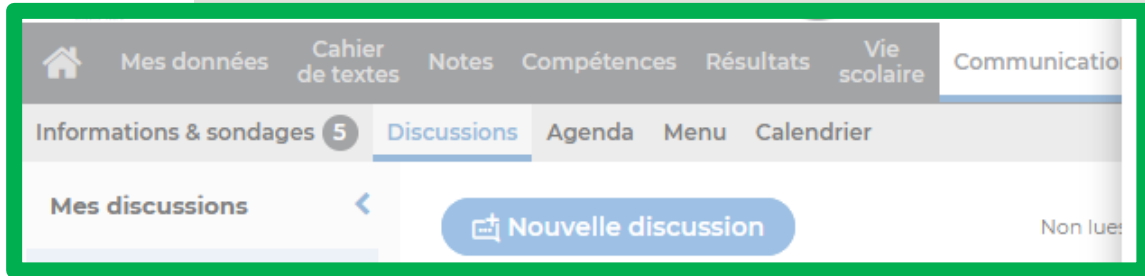 Mes données
Cahier
de textes
Notes
Compétences
Résultats
Vie
scolaire
Informations & sondages 5
Discussions
Agenda
Menu
Calendrier
Mes discussions
Nouvelle discussion
Non